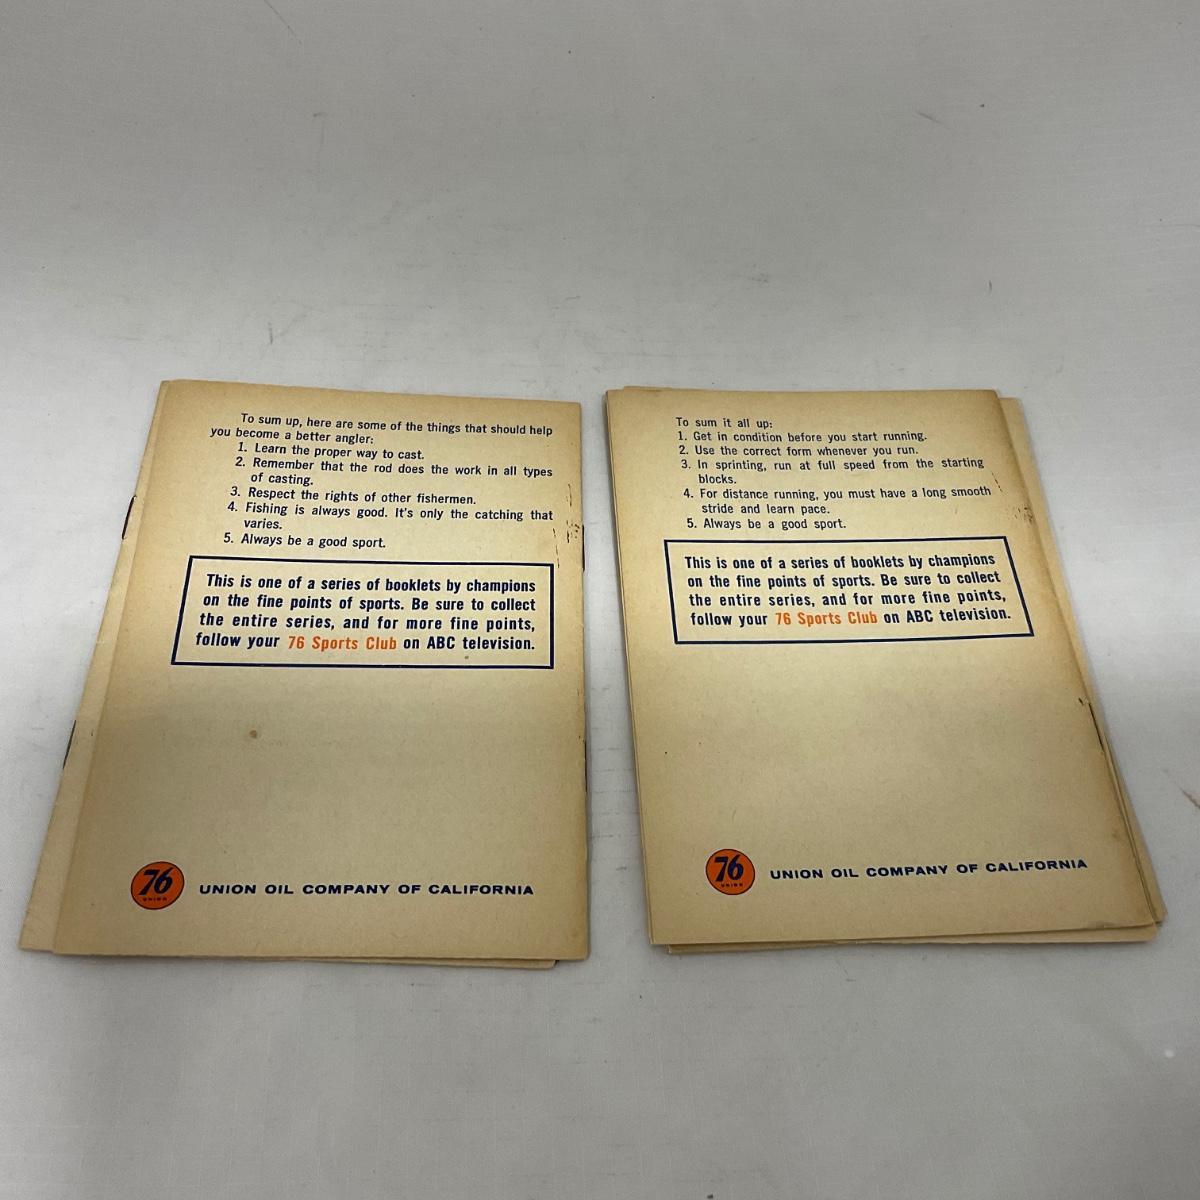 To sum up, here are some of the things that should help
you become a better angler:
1. Learn the proper way to cast.
2. Remember that the rod does the work in all types
of casting.
3. Respect the rights of other fishermen.
4. Fishing is always good. It's only the catching that
varies.
5. Always be a good sport.
This is one of a series of booklets by champions
on the fine points of sports. Be sure to collect
the entire series, and for more fine points,
follow your 76 Sports Club on ABC television.
76
UNION
UNION OIL COMPANY OF CALIFORNIA
To sum it all up:
1. Get in condition before you start running.
2. Use the correct form whenever you run.
3. In sprinting, run at full speed from the starting
blocks.
4. For distance running, you must have a long smooth
stride and learn pace.
5. Always be a good sport.
This is one of a series of booklets by champions
on the fine points of sports. Be sure to collect
the entire series, and for more fine points,
follow your 76 Sports Club on ABC television.
76
UNION
UNION OIL COMPANY OF CALIFORNIA